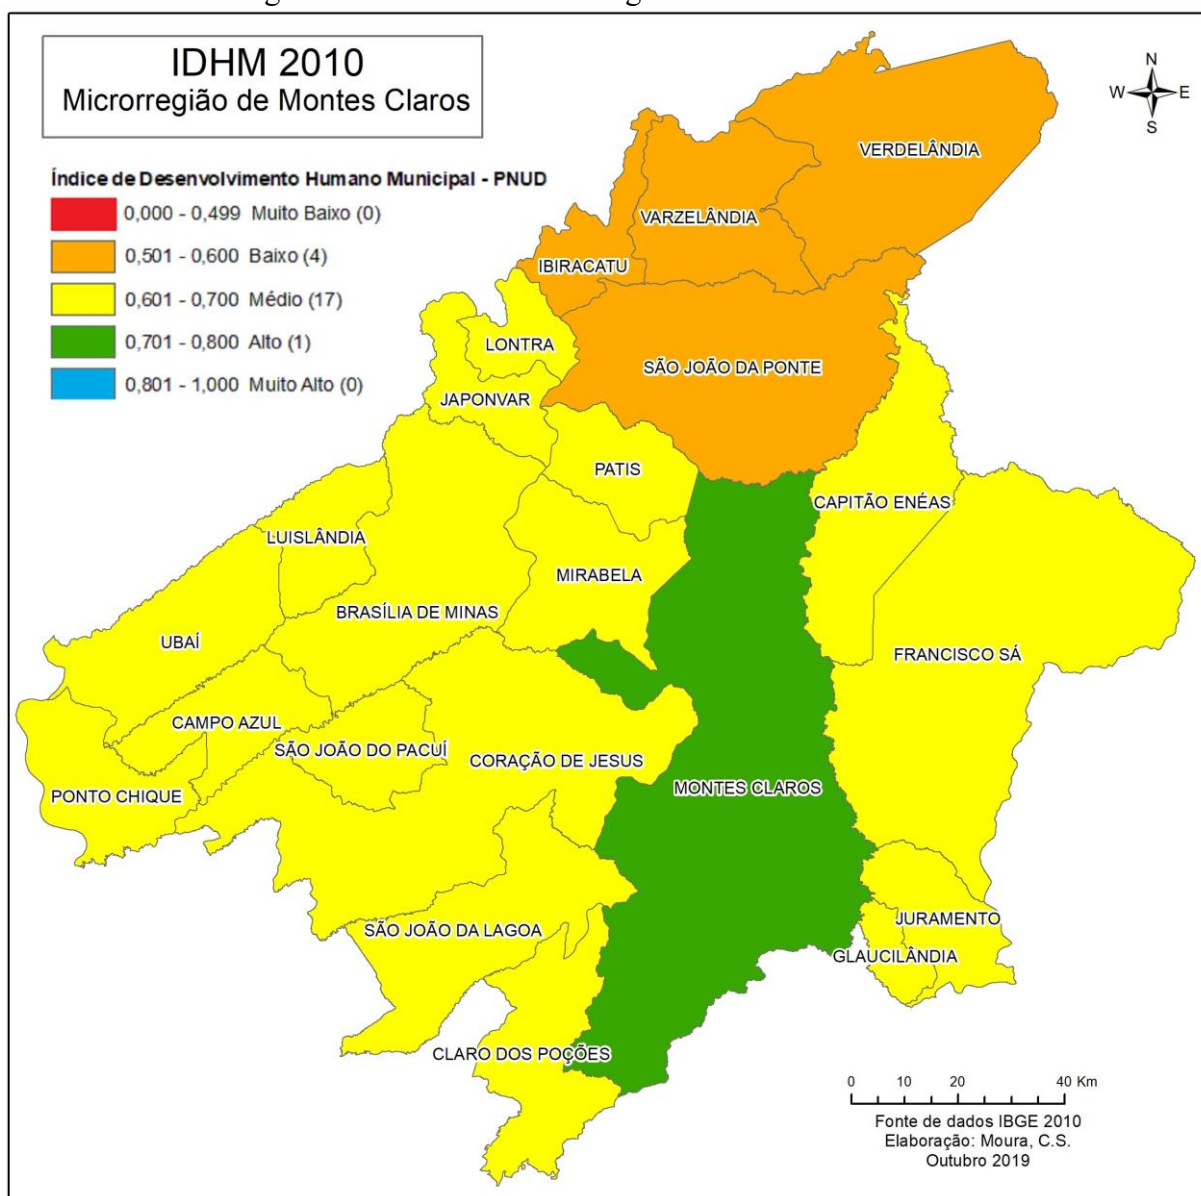 IDHM 2010
Microrregião de Montes Claros
N
W E
S
Índice de Desenvolvimento Humano Municipal - PNUD
0,000 - 0,499 Muito Baixo (0)
0,501 - 0,600 Baixo (4)
0,601 - 0,700 Médio (17)
0,701 - 0,800 Alto (1)
0,801 - 1,000 Muito Alto (0)
VERDELÂNDIA
VARZELÂNDIA
IBIRACATU
LONTRA
SÃO JOÃO DA PONTE
JAPONVAR
PATIS
CAPITÃO ENÉAS
LUISLÂNDIA
MIRABELA
BRASÍLIA DE MINAS
UBAÍ
FRANCISCO SÁ
CAMPO AZUL
SÃO JOÃO DO PACUÍ
CORAÇÃO DE JESUS
MONTES CLAROS
PONTO CHIQUE
JURAMENTO
SÃO JOÃO DA LAGOA
GLAUCILÂNDIA
CLARO DOS POÇÕES
0 10 20 40 Km
Fonte de dados IBGE 2010
Elaboração: Moura, C.S.
Outubro 2019